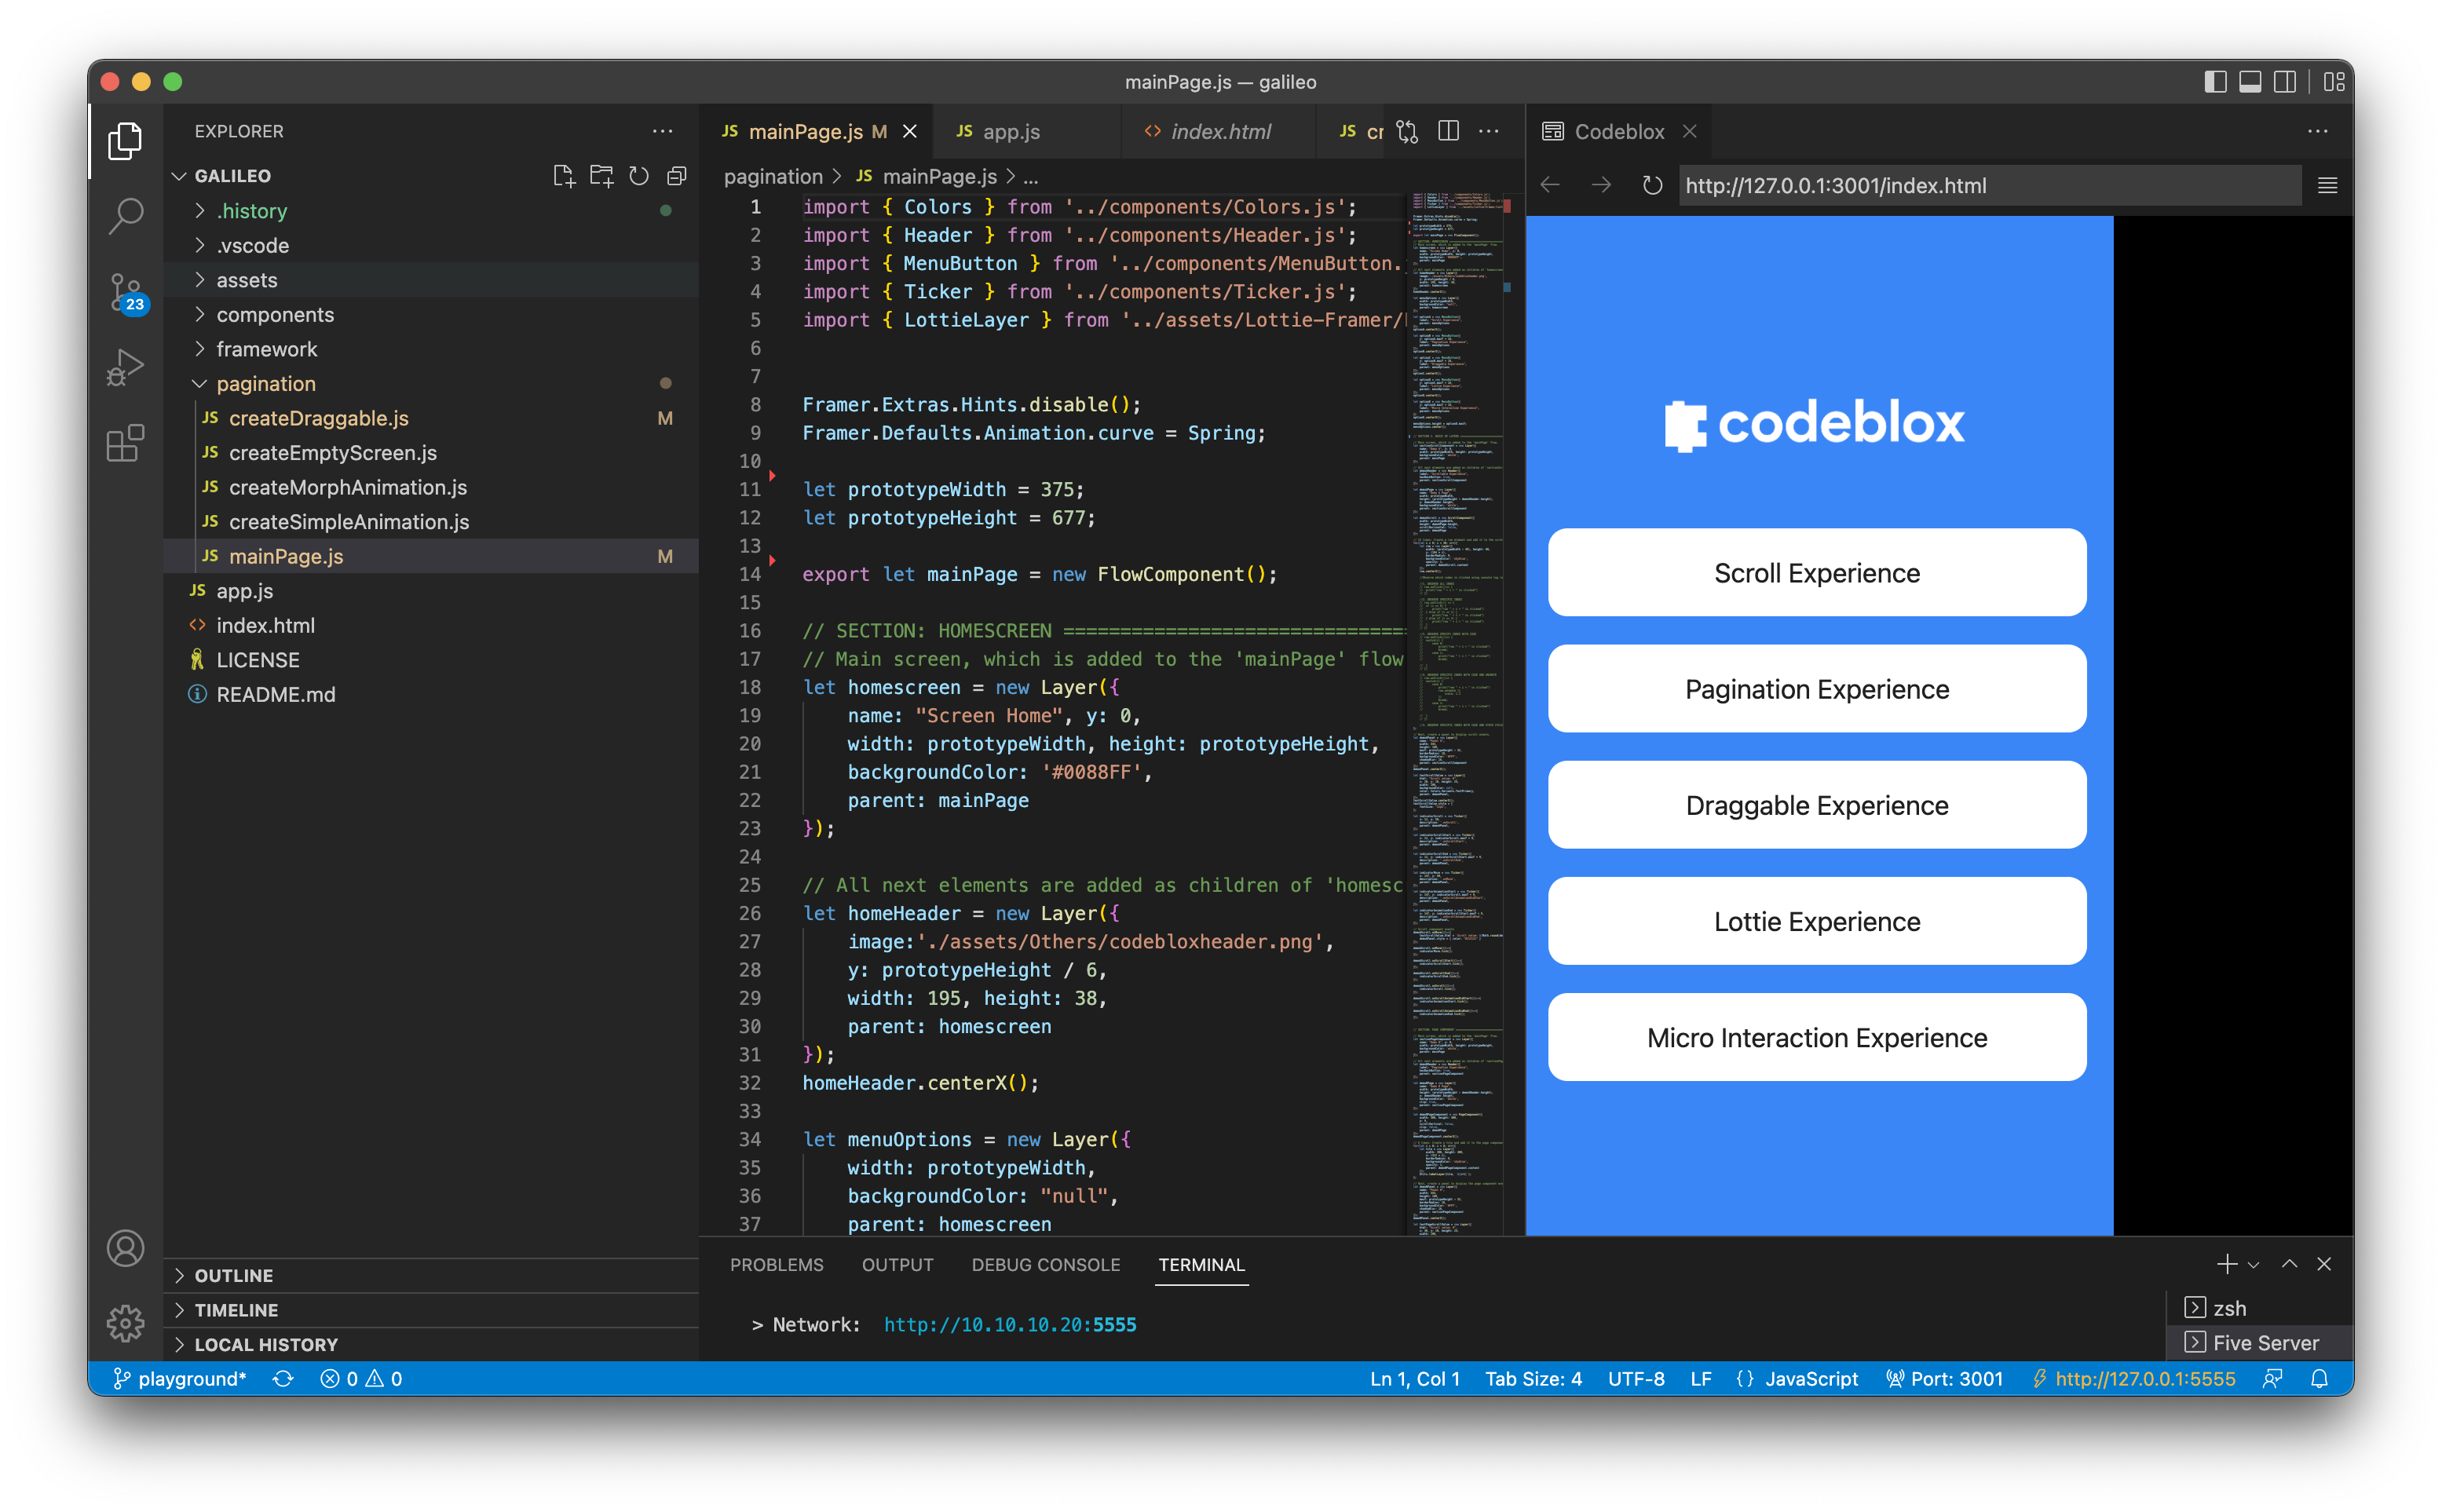 mainPage.js — galileo
EXPLORER
GALILEO
.history
.vscode
assets
components
framework
pagination
JS createDraggable.js M
JS createEmptyScreen.js
JS createMorphAnimation.js
JS createSimpleAnimation.js
JS mainPage.js M
JS app.js
<> index.html
LICENSE
README.md
OUTLINE
TIMELINE
LOCAL HISTORY
23
JS mainPage.js M
JS app.js
<> index.html
JS cr
pagination > JS mainPage.js > ...
1 import { Colors } from '../components/Colors.js';
2 import { Header } from '../components/Header.js';
3 import { MenuButton } from '../components/MenuButton.
4 import { Ticker } from '../components/Ticker.js';
5 import { LottieLayer } from '../assets/Lottie-Framer/
6
7
8 Framer.Extras.Hints.disable();
9 Framer.Defaults.Animation.curve = Spring;
10
11 let prototypeWidth = 375;
12 let prototypeHeight = 677;
13
14 export let mainPage = new FlowComponent();
15
16 // SECTION: HOMESCREEN ===============================
17 // Main screen, which is added to the 'mainPage' flow
18 let homescreen = new Layer({
19 name: "Screen Home", y: 0,
20 width: prototypeWidth, height: prototypeHeight,
21 backgroundColor: '#0088FF',
22 parent: mainPage
23 });
24
25 // All next elements are added as children of 'homesc
26 let homeHeader = new Layer({
27 image:'./assets/Others/codebloxheader.png',
28 y: prototypeHeight / 6,
29 width: 195, height: 38,
30 parent: homescreen
31 });
32 homeHeader.centerX();
33
34 let menuOptions = new Layer({
35 width: prototypeWidth,
36 backgroundColor: "null",
37 parent: homescreen
Codeblox
http://127.0.0.1:3001/index.html
codeblox
Scroll Experience
Pagination Experience
Draggable Experience
Lottie Experience
Micro Interaction Experience
PROBLEMS OUTPUT DEBUG CONSOLE TERMINAL
> Network: http://10.10.10.20:5555
zsh
Five Server
playground* 0 0
Ln 1, Col 1 Tab Size: 4 UTF-8 LF {} JavaScript Port: 3001 http://127.0.0.1:5555